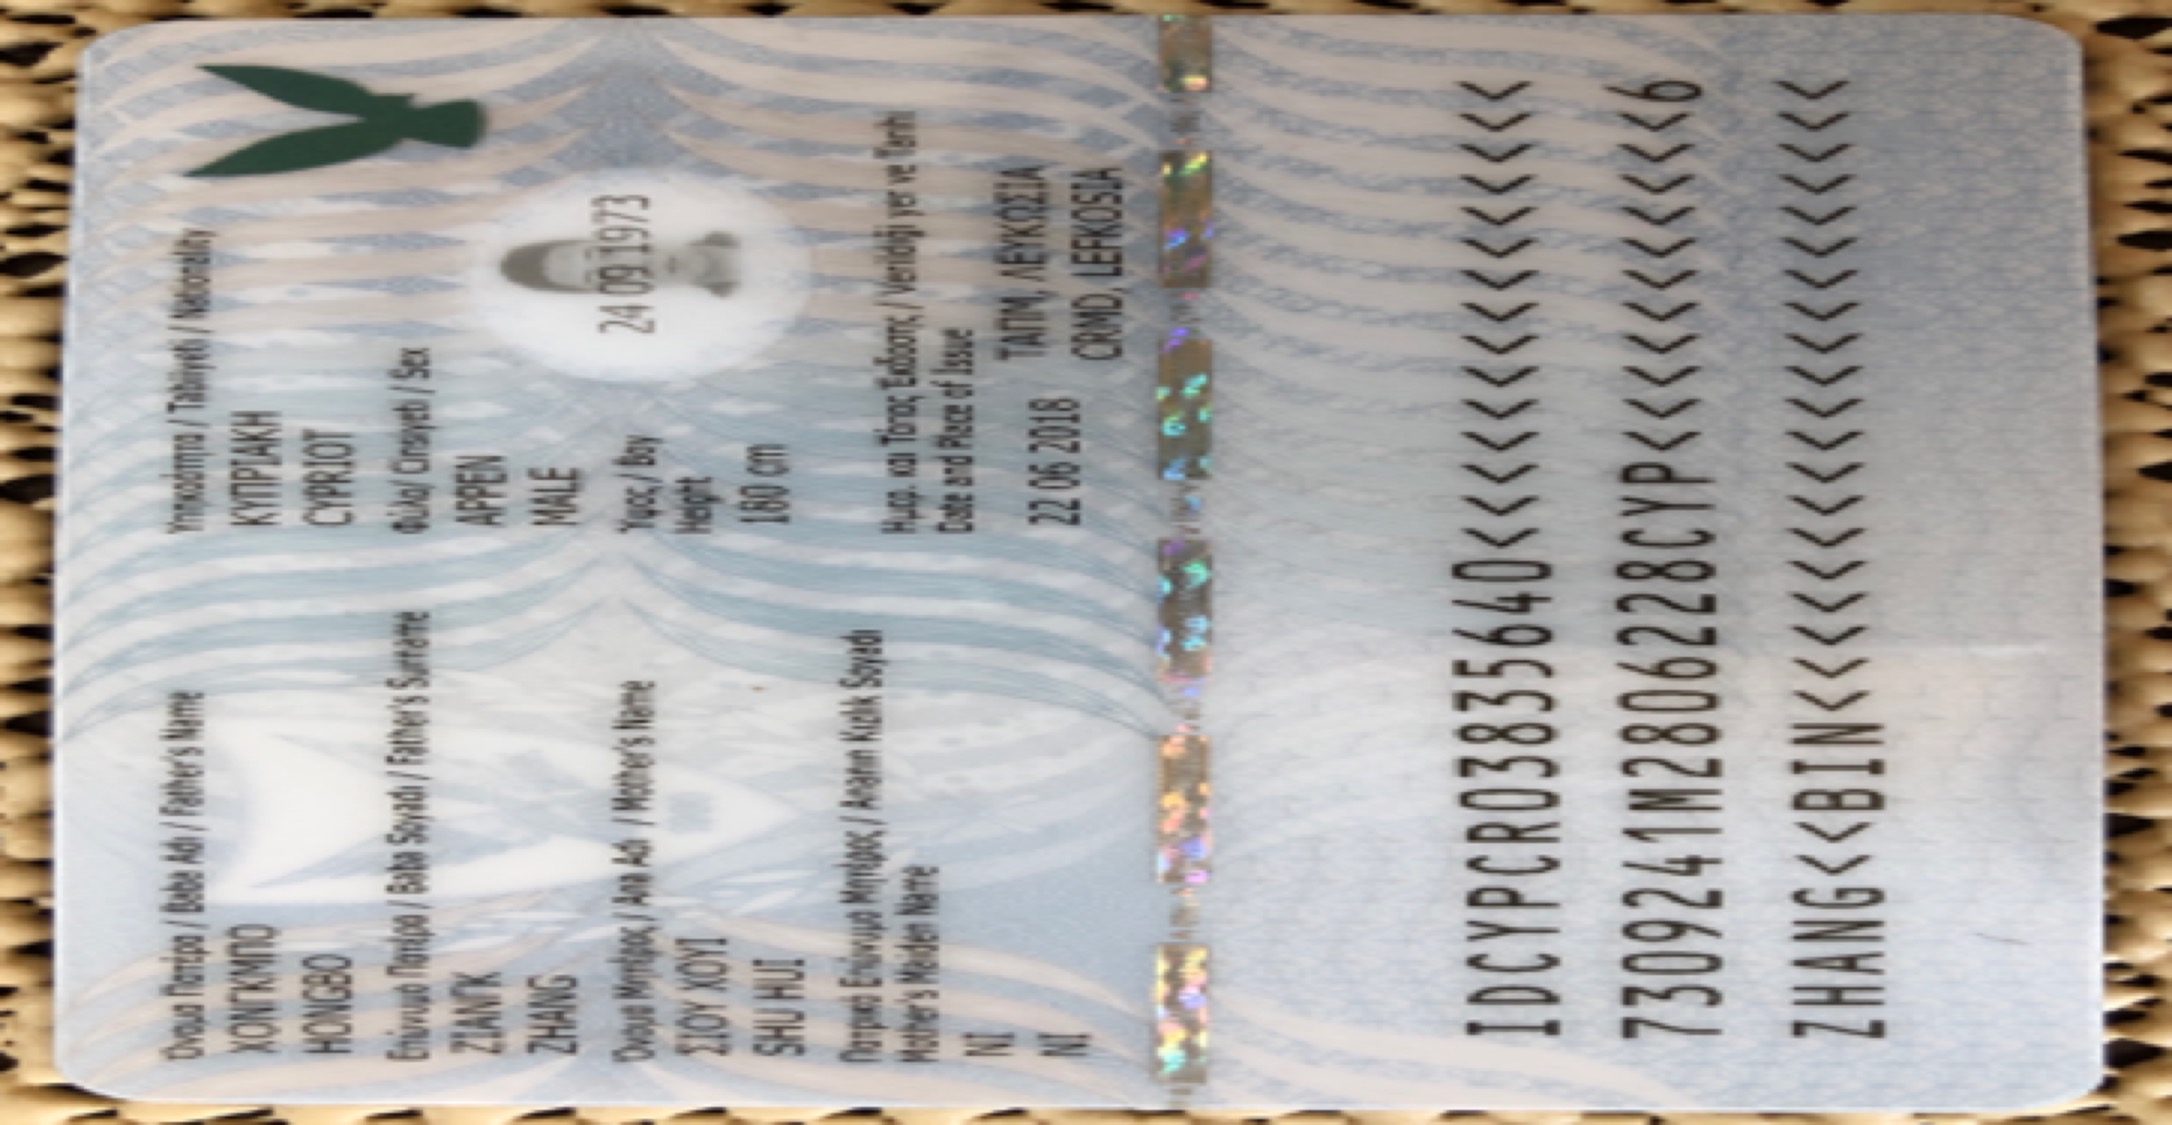 Όνομα Πατέρα / Baba Adı / Father's Name
ΧΟΝΓΚΜΠΟ
HONGBO
Επώνυμο Πατέρα / Baba Soyadı / Father's Surname
ΖΙΑΝΓΚ
ZHANG
Όνομα Μητέρας / Ana Adı / Mother's Name
ΣΙΟΥ ΧΟΥΙ
SHU HUI
Πατρικό Επώνυμο Μητέρας / Ananın Kızlık Soyadı
Mother's Maiden Name
NI
NI
Υπηκοότητα / Tabiiyeti / Nationality
ΚΥΠΡΙΑΚΗ
CYPRIOT
Φύλο/ Cinsiyeti / Sex
ΑΡΡΕΝ
MALE
Ύψος / Boy
Height
180 cm
24 09 1973
Ημερ. και Τόπος Έκδοσης / Verildiği yer ve Tarih
Date and Place of Issue
22 06 2018
ΤΑΠΜ, ΛΕΥΚΩΣΙΑ
CRMD, LEFKOSIA
IDCYPCR03835640<<<<<<<<<<<<<<<
7309241M2806228CYP<<<<<<<<<<<6
ZHANG<<BIN<<<<<<<<<<<<<<<<<<<<